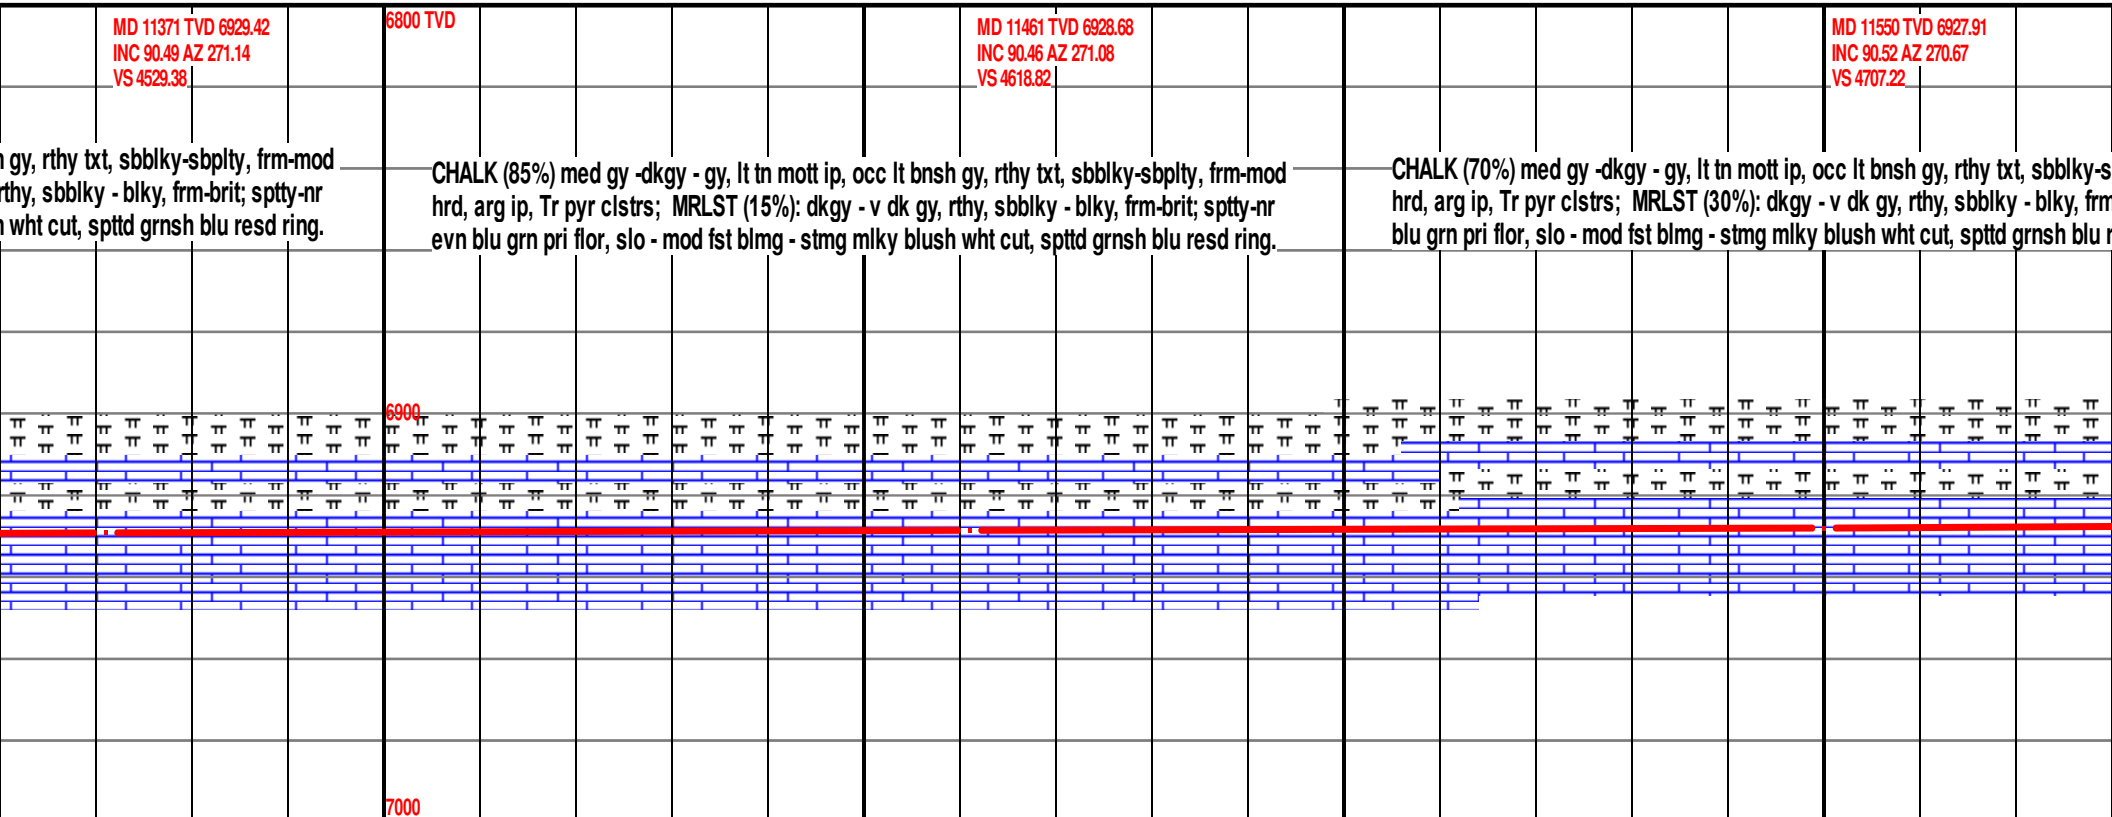 MD 11371 TVD 6929.42
INC 90.49 AZ 271.14
VS 4529.38
6800 TVD
MD 11461 TVD 6928.68
INC 90.46 AZ 271.08
VS 4618.82
MD 11550 TVD 6927.91
INC 90.52 AZ 270.67
VS 4707.22
gy, rthy txt, sbblky-sbplty, frm-mod
rthy, sbblky - blky, frm-brit; sptty-nr
wht cut, spttd grnsh blu resd ring.
CHALK (85%) med gy -dkgy - gy, lt tn mott ip, occ lt bnsh gy, rthy txt, sbblky-sbplty, frm-mod
hrd, arg ip, Tr pyr clstrs; MRLST (15%): dkgy - v dk gy, rthy, sbblky - blky, frm-brit; sptty-nr
evn blu grn pri flor, slo - mod fst blmg - stmg mlky blush wht cut, spttd grnsh blu resd ring.
CHALK (70%) med gy -dkgy - gy, lt tn mott ip, occ lt bnsh gy, rthy txt, sbblky-s
hrd, arg ip, Tr pyr clstrs; MRLST (30%): dkgy - v dk gy, rthy, sbblky - blky, frm
blu grn pri flor, slo - mod fst blmg - stmg mlky blush wht cut, spttd grnsh blu
6900
7000